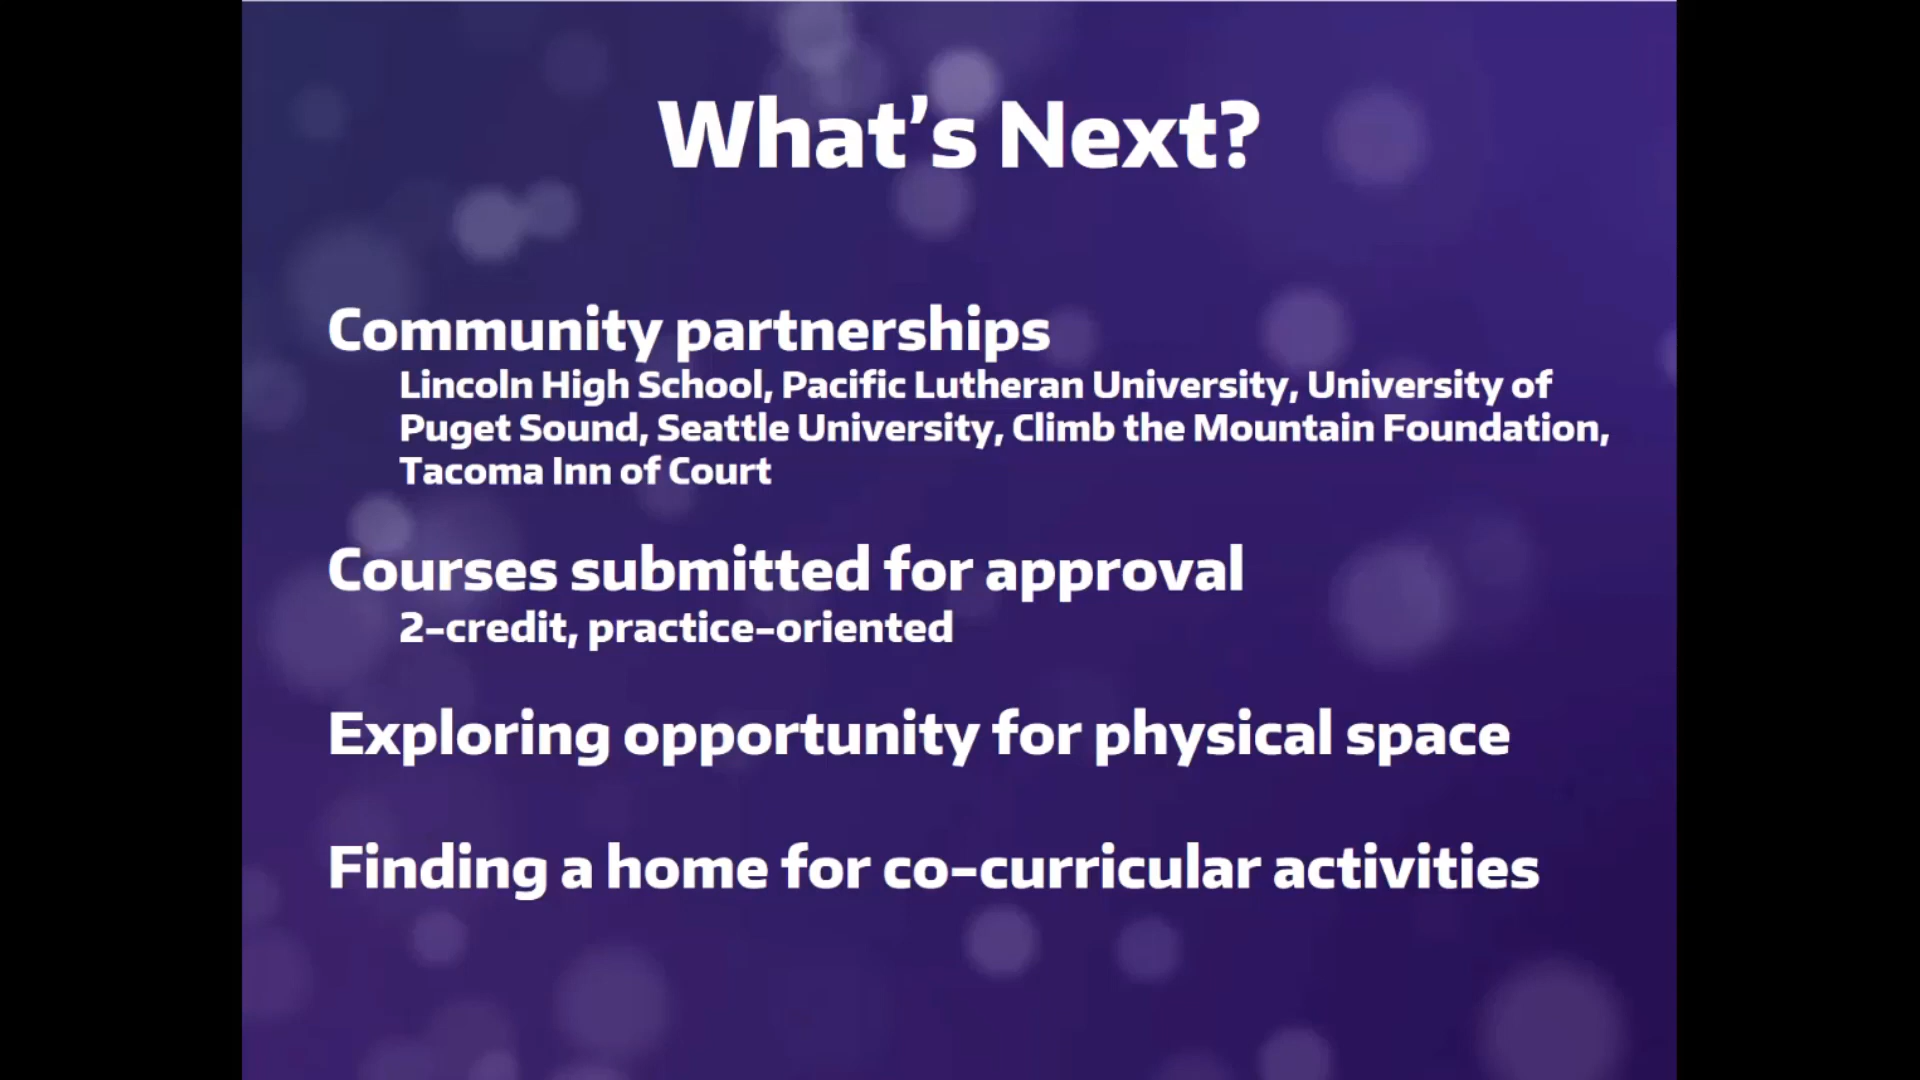 What's Next?
Community partnerships
Lincoln High School, Pacific Lutheran University, University of
Puget Sound, Seattle University, Climb the Mountain Foundation,
Tacoma Inn of Court
Courses submitted for approval
2-credit, practice-oriented
Exploring opportunity for physical space
Finding a home for co-curricular activities